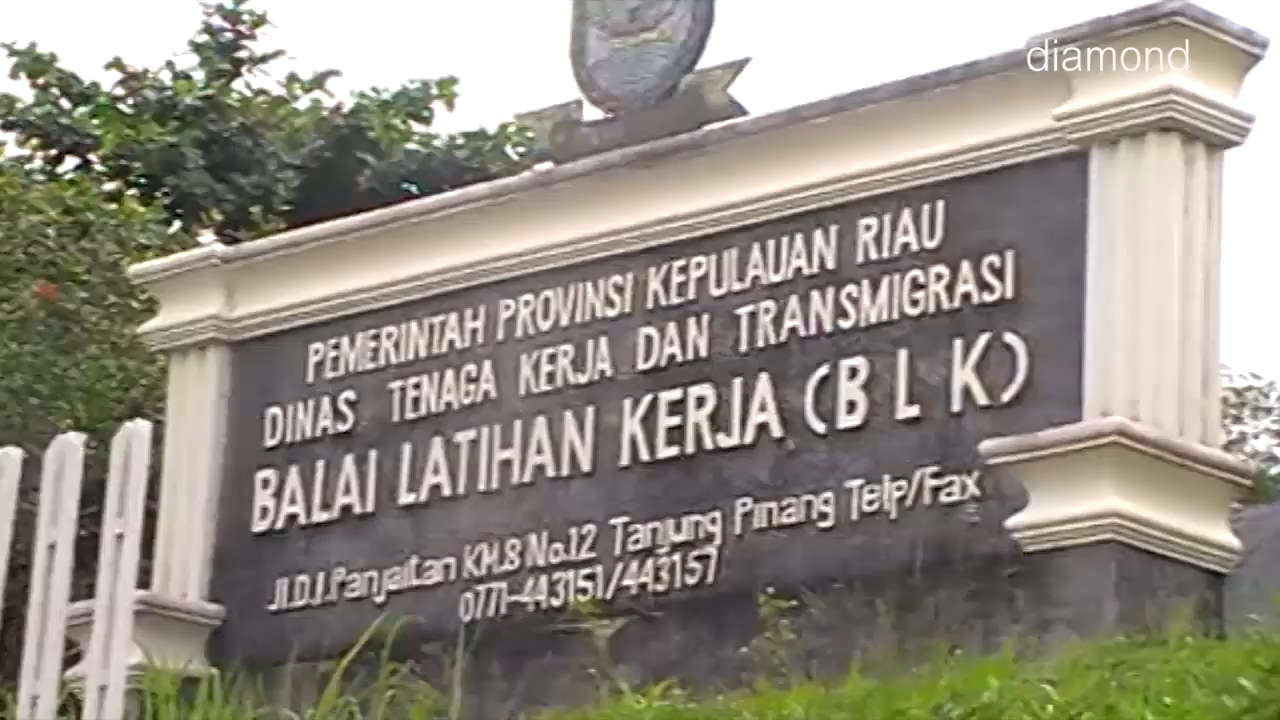 diamond
PEMERINTAH PROVINSI KEPULAUAN RIAU
DINAS TENAGA KERJA DAN TRANSMIGRASI
BALAI LATIHAN KERJA (B L K)
Jl.D.I.Panjaitan KM.8 No.12 Tanjung Pinang Telp/Fax
0771-443151/443157